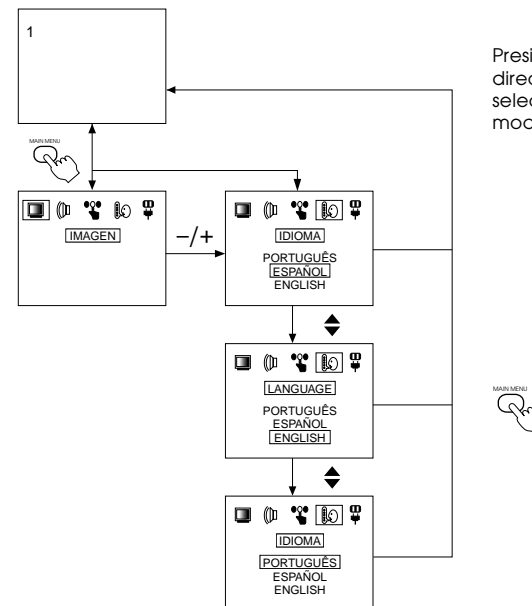 1
MAIN MENU
IMAGEN
−/+
IDIOMA
PORTUGUÊS
ESPAÑOL
ENGLISH
LANGUAGE
PORTUGUÊS
ESPAÑOL
ENGLISH
IDIOMA
PORTUGUÊS
ESPAÑOL
ENGLISH
MAIN MENU